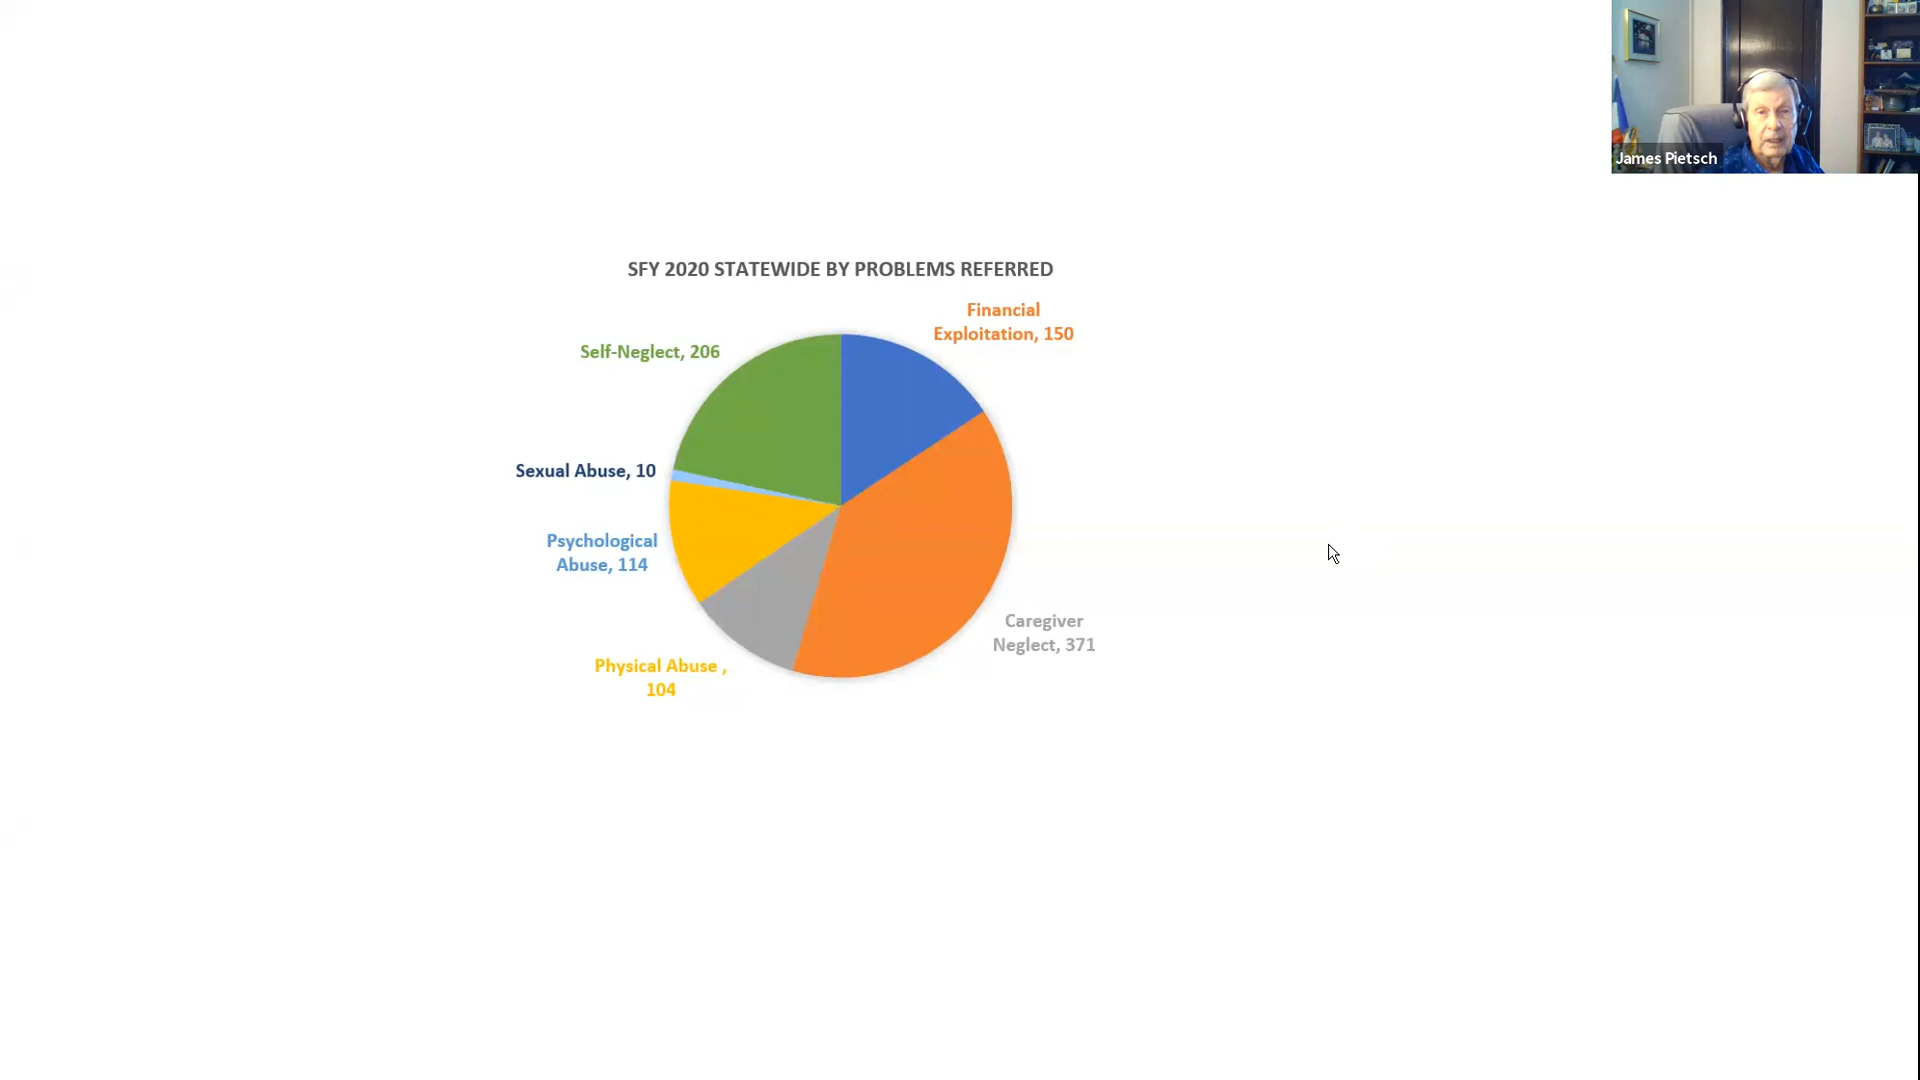 James Pietsch
SFY 2020 STATEWIDE BY PROBLEMS REFERRED
Financial
Exploitation, 150
Self-Neglect, 206
Sexual Abuse, 10
Psychological
Abuse, 114
Caregiver
Neglect, 371
Physical Abuse ,
104